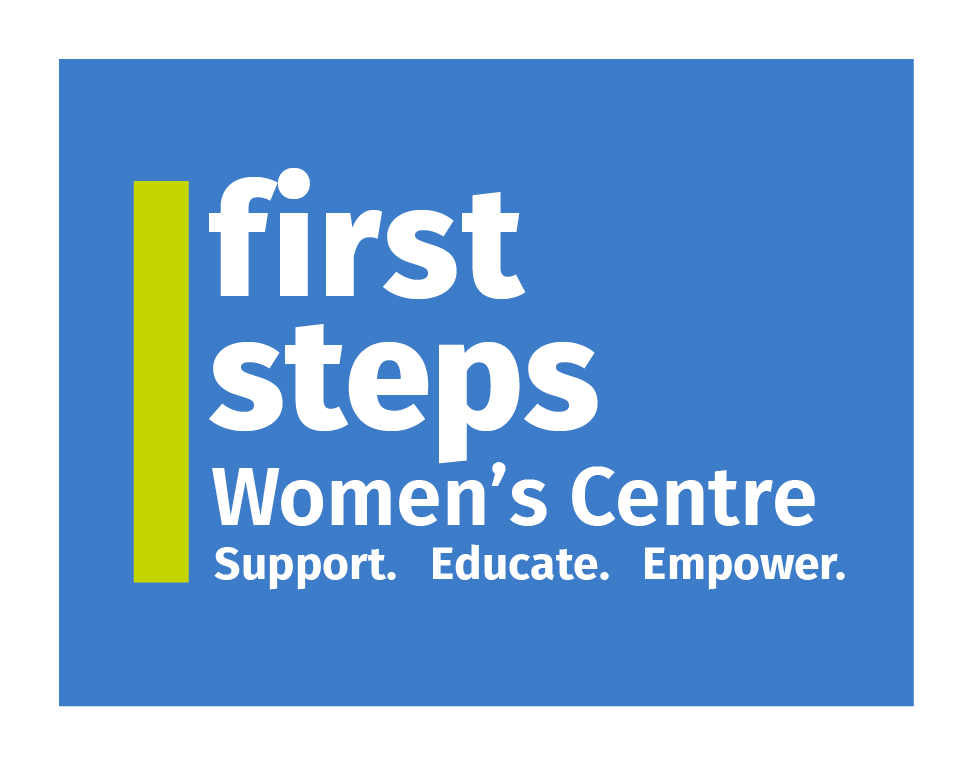 first
steps
Women’s Centre
Support. Educate. Empower.